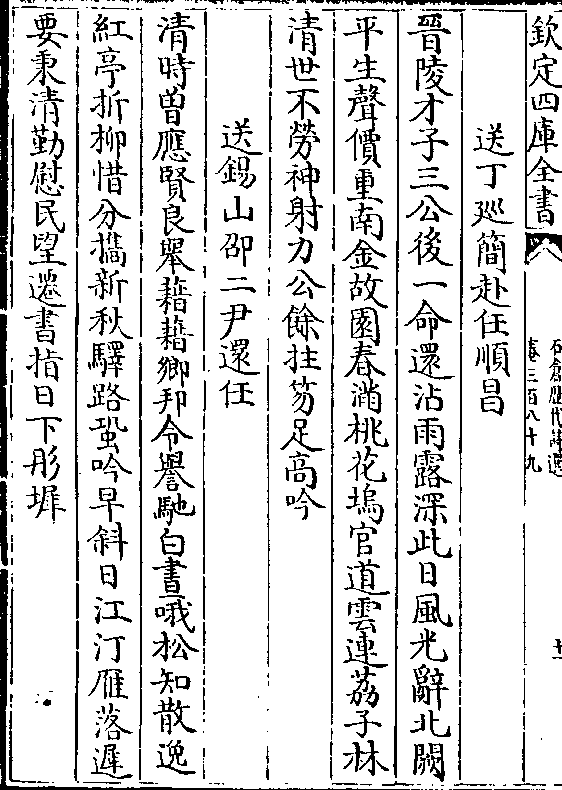 欽定四庫全書
石倉歷代詩選
卷三百八十九
十一
送丁巡簡赴任順昌
晉陵才子三公後一命還沾雨露深此日風光辭北闕
平生聲價重南金故園春滿桃花塢官道雲連荔子林
清世不勞神射力公餘拄笏足高吟
送錫山邵二尹還任
清時曽應賢良舉藉藉鄉邦令譽馳白晝哦松知散逸
紅亭折柳惜分攜新秋驛路蛩吟早斜日江汀雁落遲
要秉清勤慰民望遷書指日下彤墀